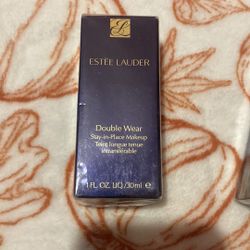 ESTĒE LAUDER
Double Wear
Stay-in-Place Makeup
Teint longue tenue
intransférable
1 FL. OZ. LIQ./30ml e